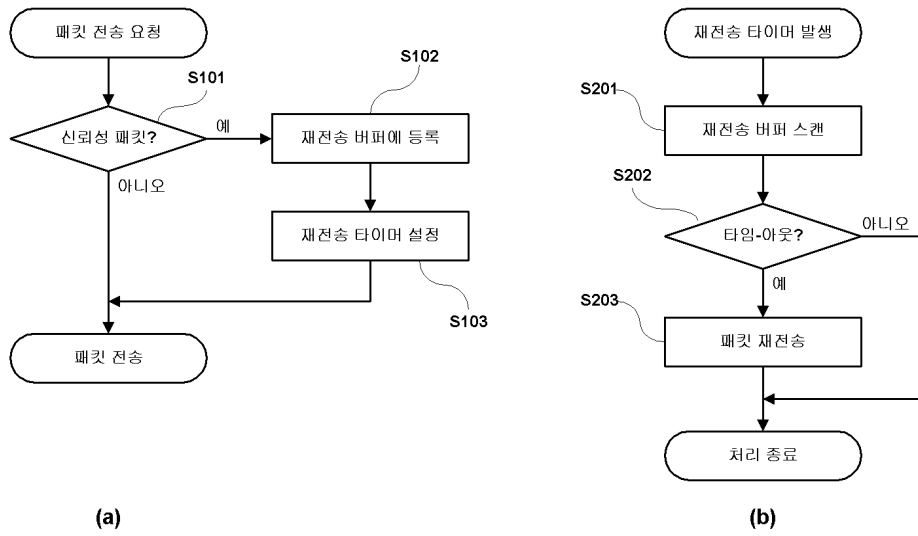 패킷 전송 요청
S101
신뢰성 패킷?
예
아니오
S102
재전송 버퍼에 등록
재전송 타이머 설정
S103
패킷 전송
(a)
재전송 타이머 발생
S201
재전송 버퍼 스캔
S202
타임-아웃?
아니오
예
S203
패킷 재전송
처리 종료
(b)